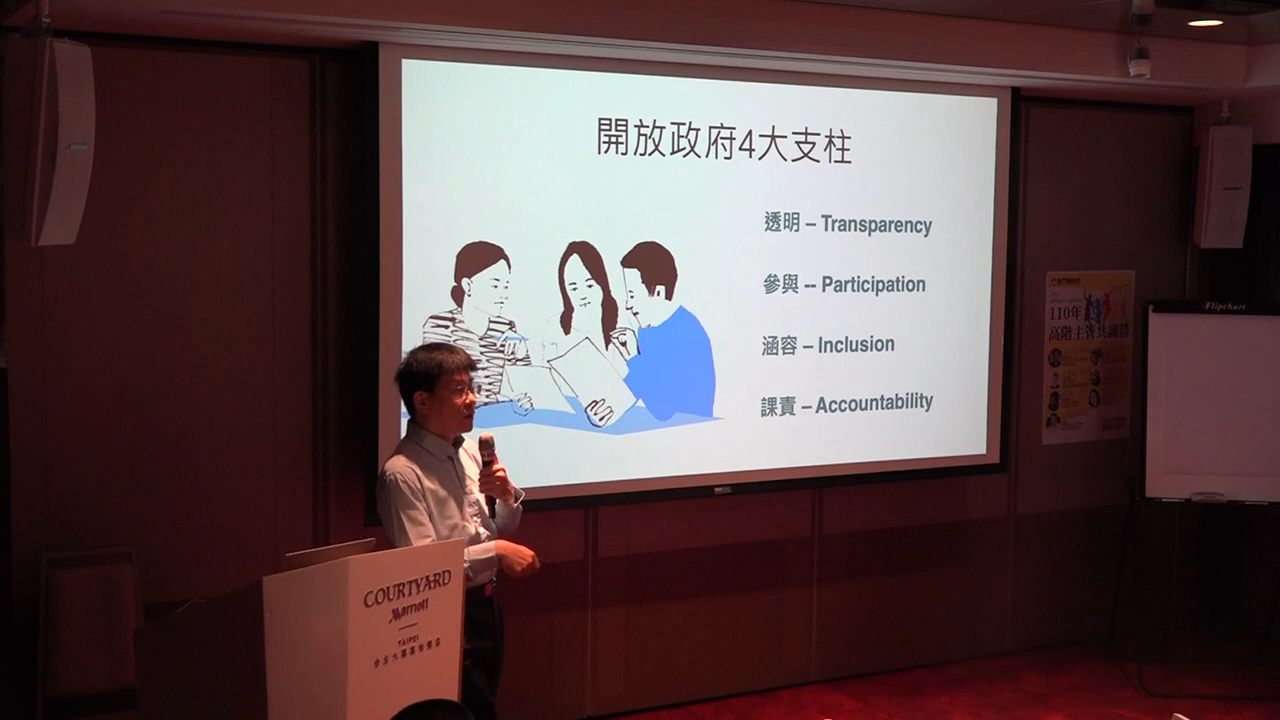 開放政府4大支柱
透明 – Transparency
參與 -- Participation
涵容 – Inclusion
課責 – Accountability
COURTYARD
Marriott
TAIPEI
Flipchart
110年
高階主管共識營